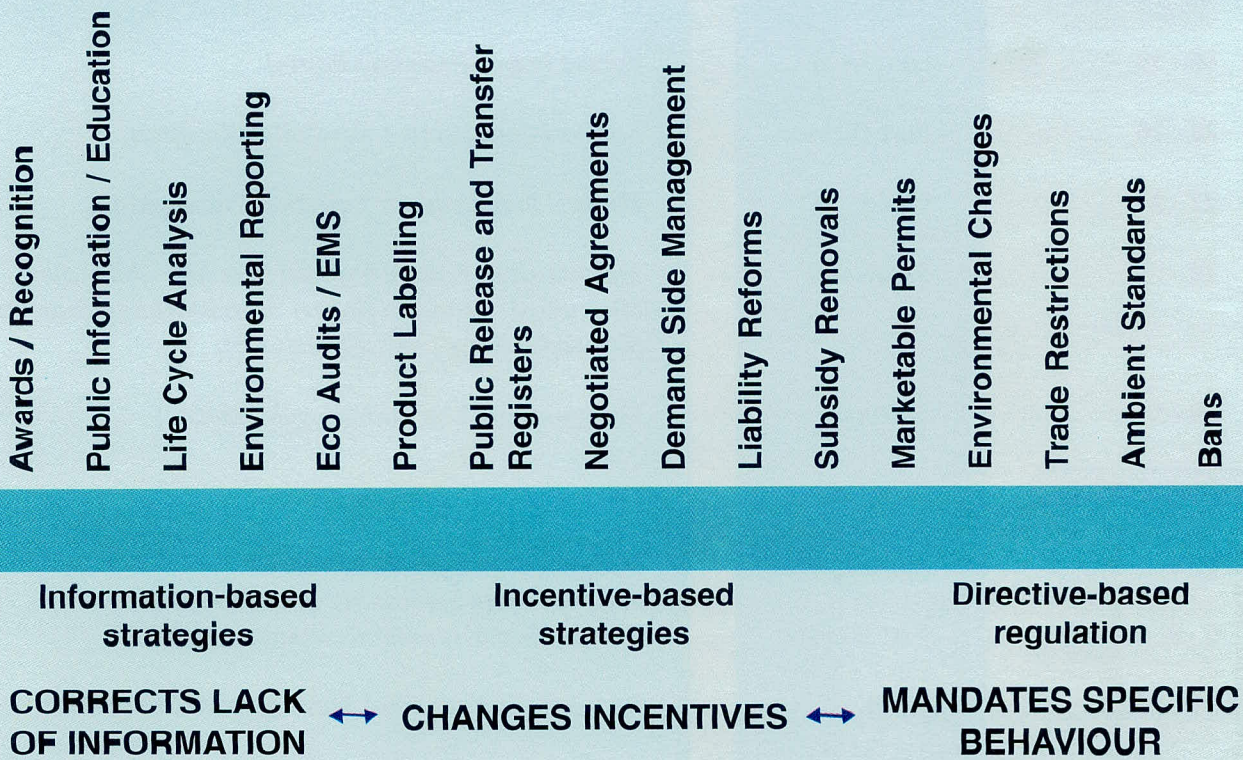 Awards / Recognition
Public Information / Education
Life Cycle Analysis
Environmental Reporting
Eco Audits / EMS
Product Labelling
Public Release and Transfer
Registers
Negotiated Agreements
Demand Side Management
Liability Reforms
Subsidy Removals
Marketable Permits
Environmental Charges
Trade Restrictions
Ambient Standards
Bans
Information-based
strategies
Incentive-based
strategies
Directive-based
regulation
CORRECTS LACK
OF INFORMATION
↔ CHANGES INCENTIVES ↔
MANDATES SPECIFIC
BEHAVIOUR